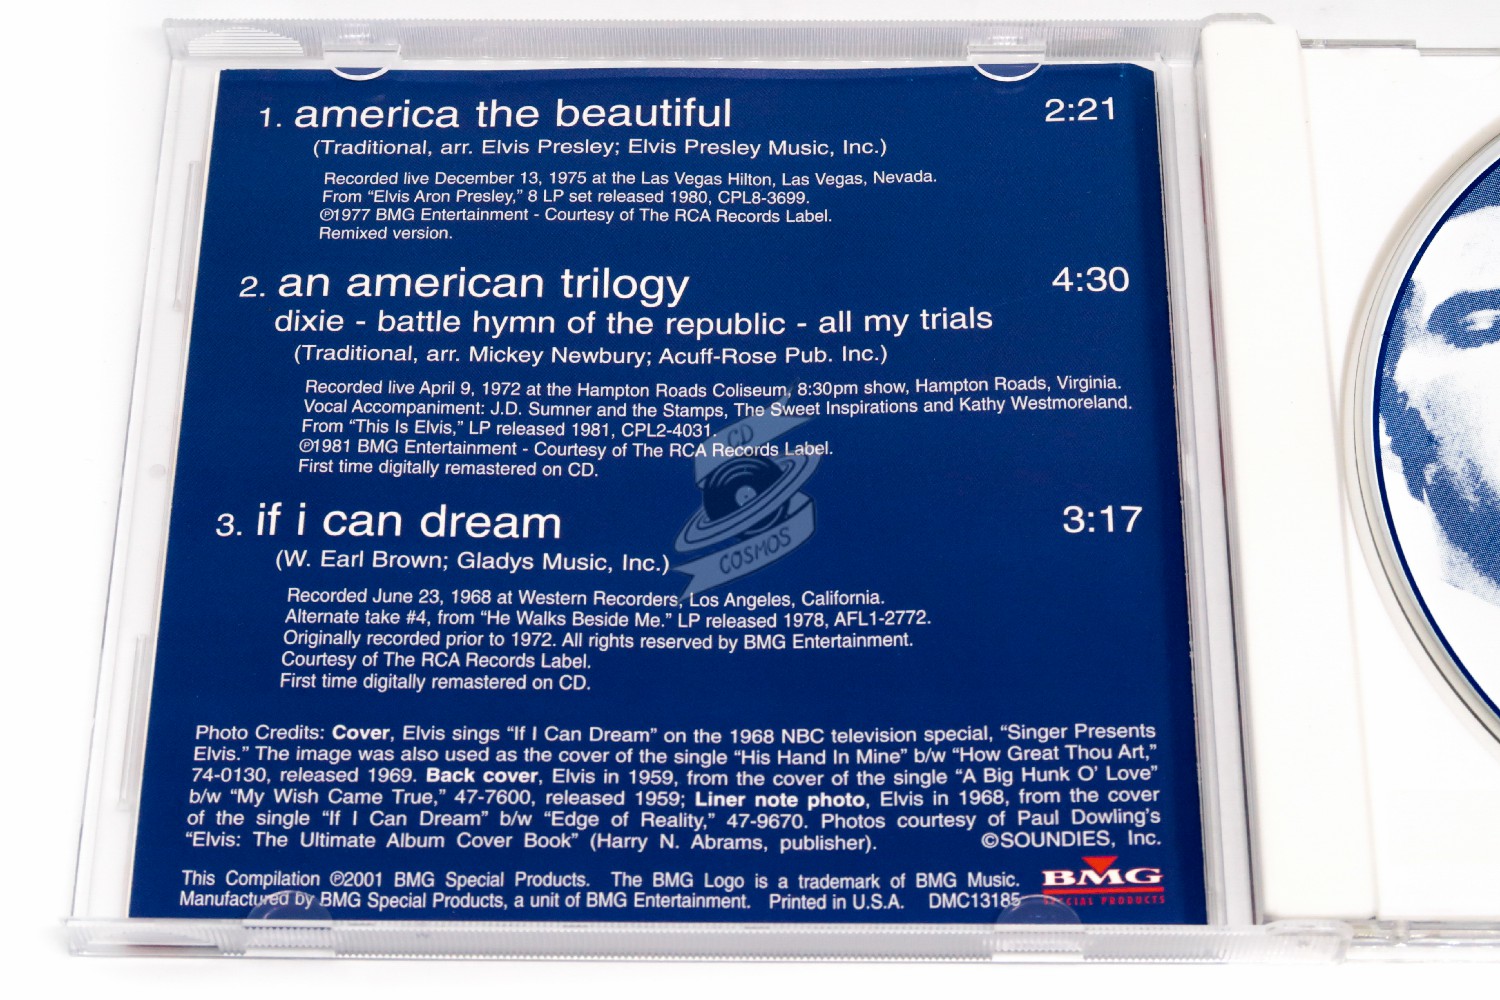 1. america the beautiful 2:21
(Traditional, arr. Elvis Presley; Elvis Presley Music, Inc.)
Recorded live December 13, 1975 at the Las Vegas Hilton, Las Vegas, Nevada.
From “Elvis Aron Presley,” 8 LP set released 1980, CPL8-3699.
℗1977 BMG Entertainment - Courtesy of The RCA Records Label.
Remixed version.
2. an american trilogy 4:30
dixie - battle hymn of the republic - all my trials
(Traditional, arr. Mickey Newbury; Acuff-Rose Pub. Inc.)
Recorded live April 9, 1972 at the Hampton Roads Coliseum, 8:30pm show, Hampton Roads, Virginia.
Vocal Accompaniment: J.D. Sumner and the Stamps, The Sweet Inspirations and Kathy Westmoreland.
From “This Is Elvis,” LP released 1981, CPL2-4031.
℗1981 BMG Entertainment - Courtesy of The RCA Records Label.
First time digitally remastered on CD.
CD
COSMOS
3. if i can dream 3:17
(W. Earl Brown; Gladys Music, Inc.)
Recorded June 23, 1968 at Western Recorders, Los Angeles, California.
Alternate take #4, from “He Walks Beside Me.” LP released 1978, AFL1-2772.
Originally recorded prior to 1972. All rights reserved by BMG Entertainment.
Courtesy of The RCA Records Label.
First time digitally remastered on CD.
Photo Credits: Cover, Elvis sings “If I Can Dream” on the 1968 NBC television special, “Singer Presents
Elvis.” The image was also used as the cover of the single “His Hand In Mine” b/w “How Great Thou Art,”
74-0130, released 1969. Back cover, Elvis in 1959, from the cover of the single “A Big Hunk O’ Love”
b/w “My Wish Came True,” 47-7600, released 1959; Liner note photo, Elvis in 1968, from the cover
of the single “If I Can Dream” b/w “Edge of Reality,” 47-9670. Photos courtesy of Paul Dowling’s
“Elvis: The Ultimate Album Cover Book” (Harry N. Abrams, publisher). ©SOUNDIES, Inc.
This Compilation ℗2001 BMG Special Products. The BMG Logo is a trademark of BMG Music.
Manufactured by BMG Special Products, a unit of BMG Entertainment. Printed in U.S.A. DMC13185
BMG
SPECIAL PRODUCTS